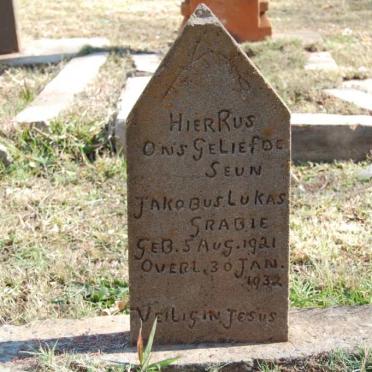 HIER RUS
ONS GELIEFDE
SEUN
JAKOBUS LUKAS
GRABIE
GEB. 5 AUG. 1921
OVERL. 30 JAN.
1932
VEILIG IN JESUS